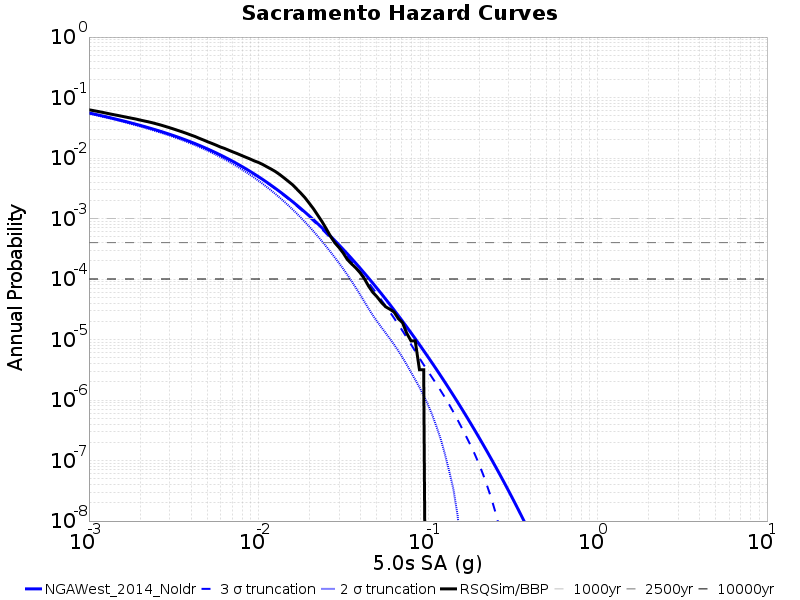 Sacramento Hazard Curves
10^0
10^-1
10^-2
10^-3
10^-4
10^-5
10^-6
10^-7
10^-8
Annual Probability
10^-3 10^-2 10^-1 10^0 10^1
5.0s SA (g)
NGAWest_2014_NoIdr 3 σ truncation 2 σ truncation RSQSim/BBP 1000yr 2500yr 10000yr